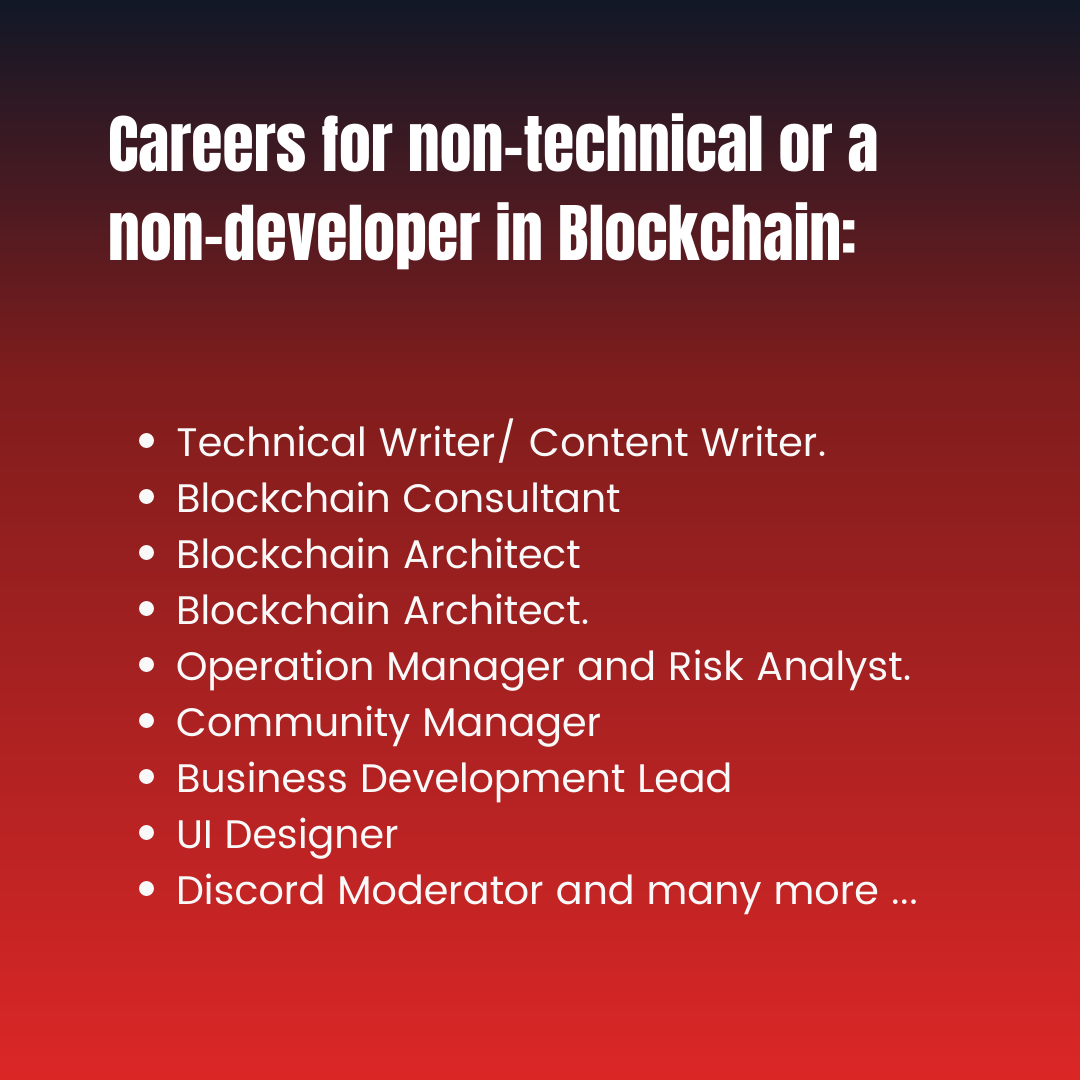 Careers for non-technical or a
non-developer in Blockchain:
• Technical Writer/ Content Writer.
• Blockchain Consultant
• Blockchain Architect
• Blockchain Architect.
• Operation Manager and Risk Analyst.
• Community Manager
• Business Development Lead
• UI Designer
• Discord Moderator and many more ...